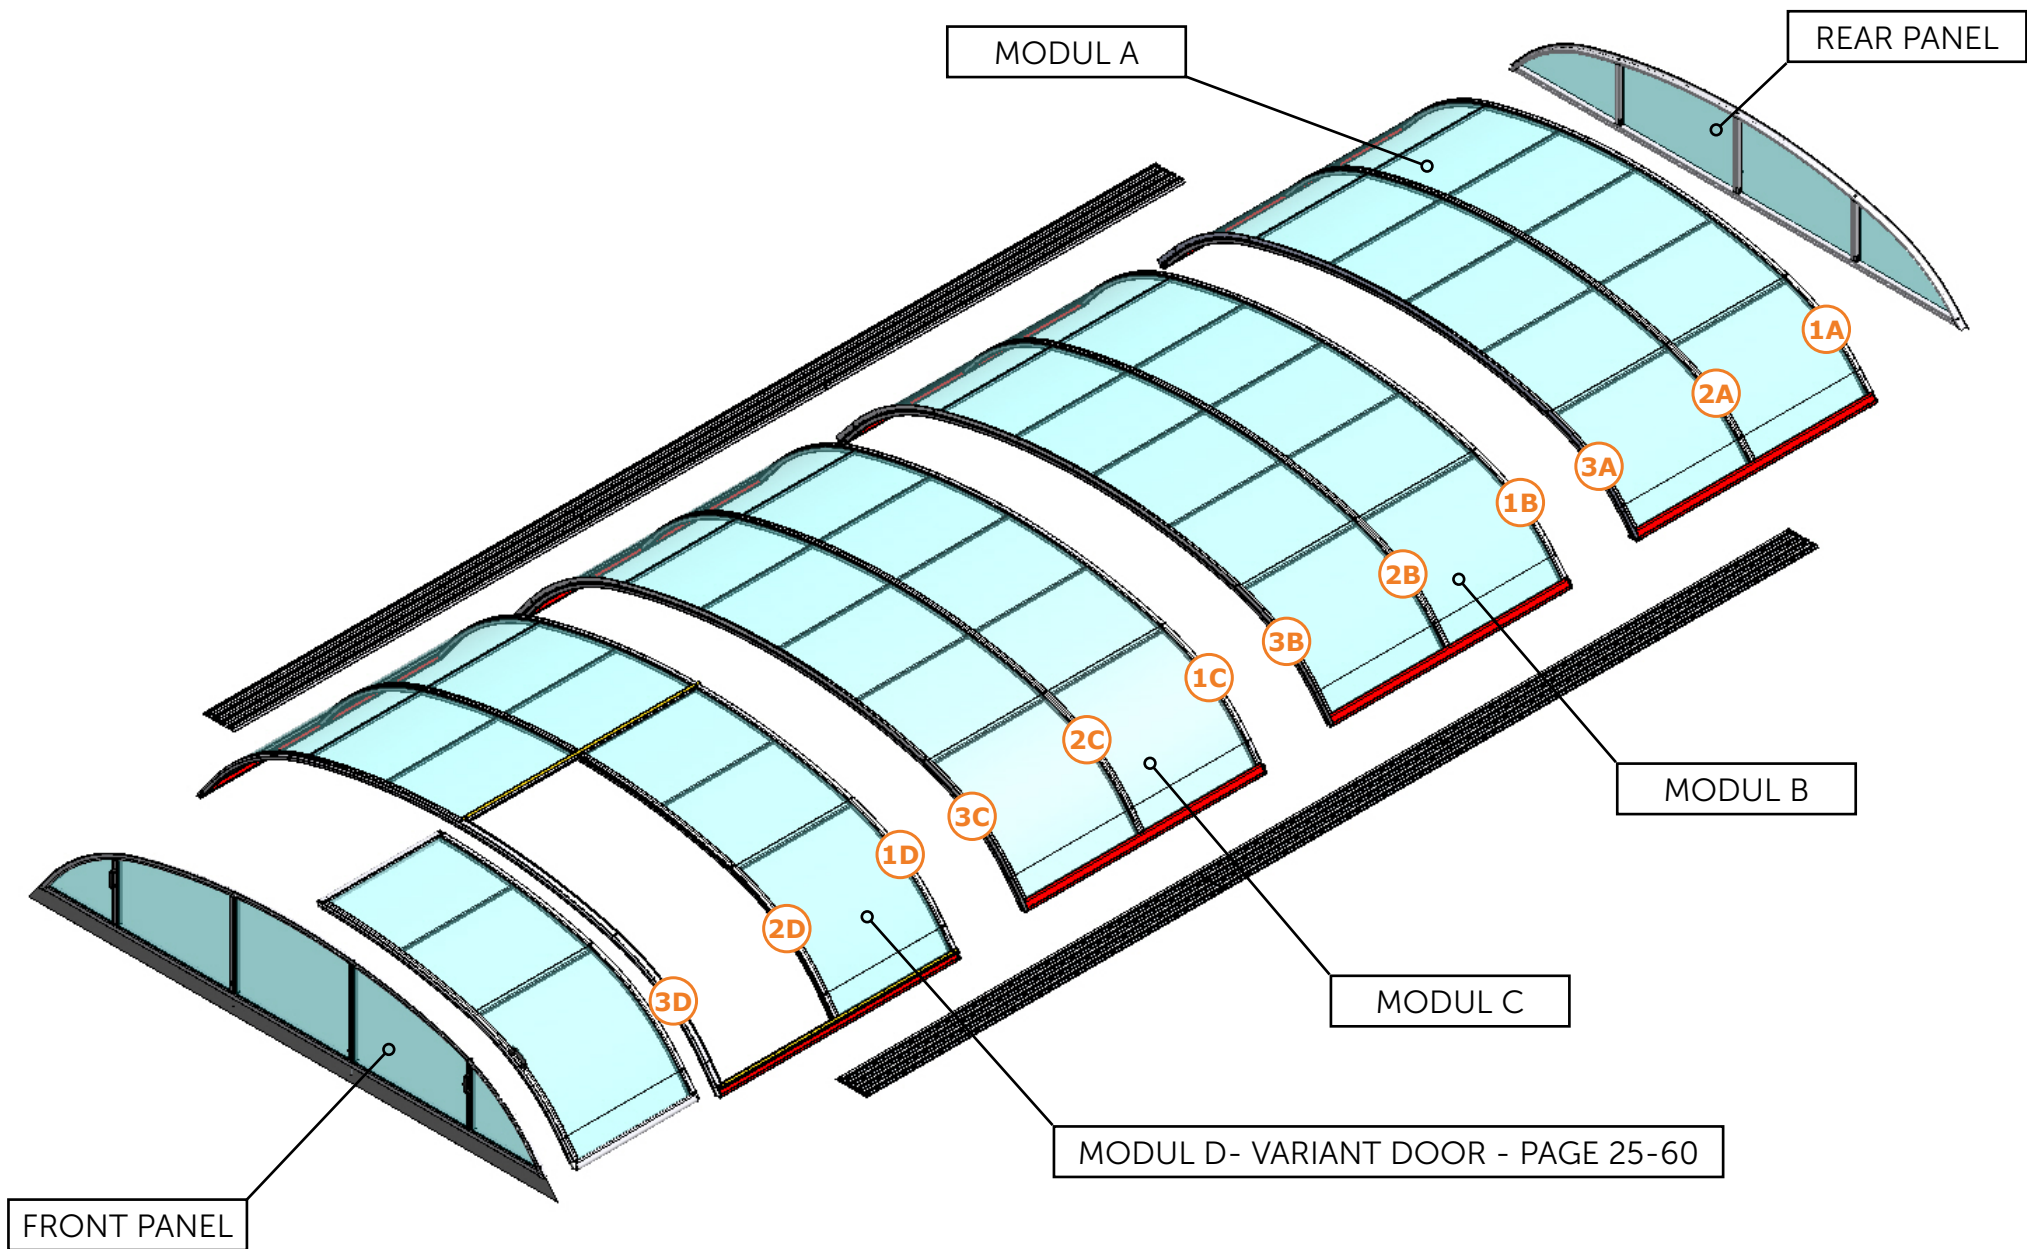 MODUL A
REAR PANEL
1A
2A
3A
1B
2B
3B
1C
2C
3C
1D
2D
3D
MODUL B
MODUL C
MODUL D- VARIANT DOOR - PAGE 25-60
FRONT PANEL